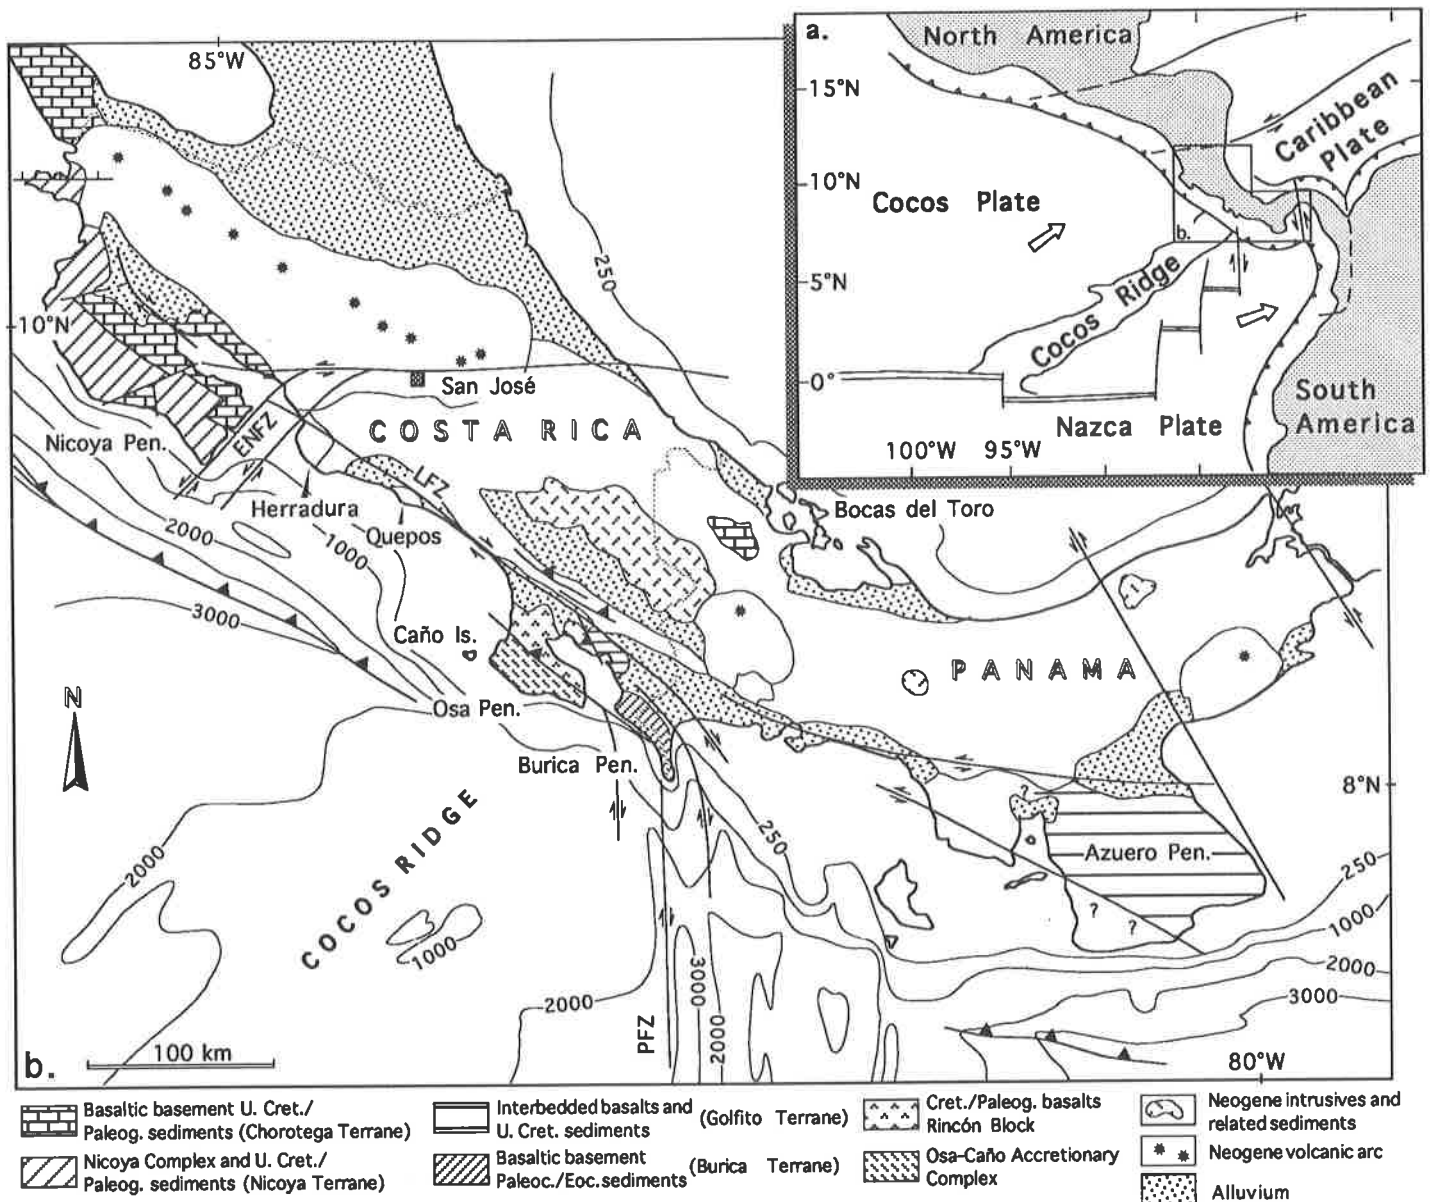 a.
North America
15°N
Caribbean
Plate
10°N
Cocos Plate
b.
5°N
Cocos Ridge
0°
South
America
Nazca Plate
100°W 95°W
85°W
250
10°N
San José
COSTA RICA
Nicoya Pen.
ENFZ
LFZ
Herradura
Quepos
2000
1000
3000
Bocas del Toro
Caño Is.
PANAMA
N
Osa Pen.
Burica Pen.
8°N
?
COCOS RIDGE
250
Azuero Pen.
2000
250
?
?
1000
1000
2000
2000
3000
3000
PFZ
2000
100 km
80°W
b.
Basaltic basement U. Cret./
Paleog. sediments (Chorotega Terrane)
Nicoya Complex and U. Cret./
Paleog. sediments (Nicoya Terrane)
Interbedded basalts and
U. Cret. sediments
(Golfito Terrane)
Basaltic basement
Paleoc./Eoc.sediments
(Burica Terrane)
Cret./Paleog. basalts
Rincón Block
Osa-Caño Accretionary
Complex
Neogene intrusives and
related sediments
Neogene volcanic arc
Alluvium